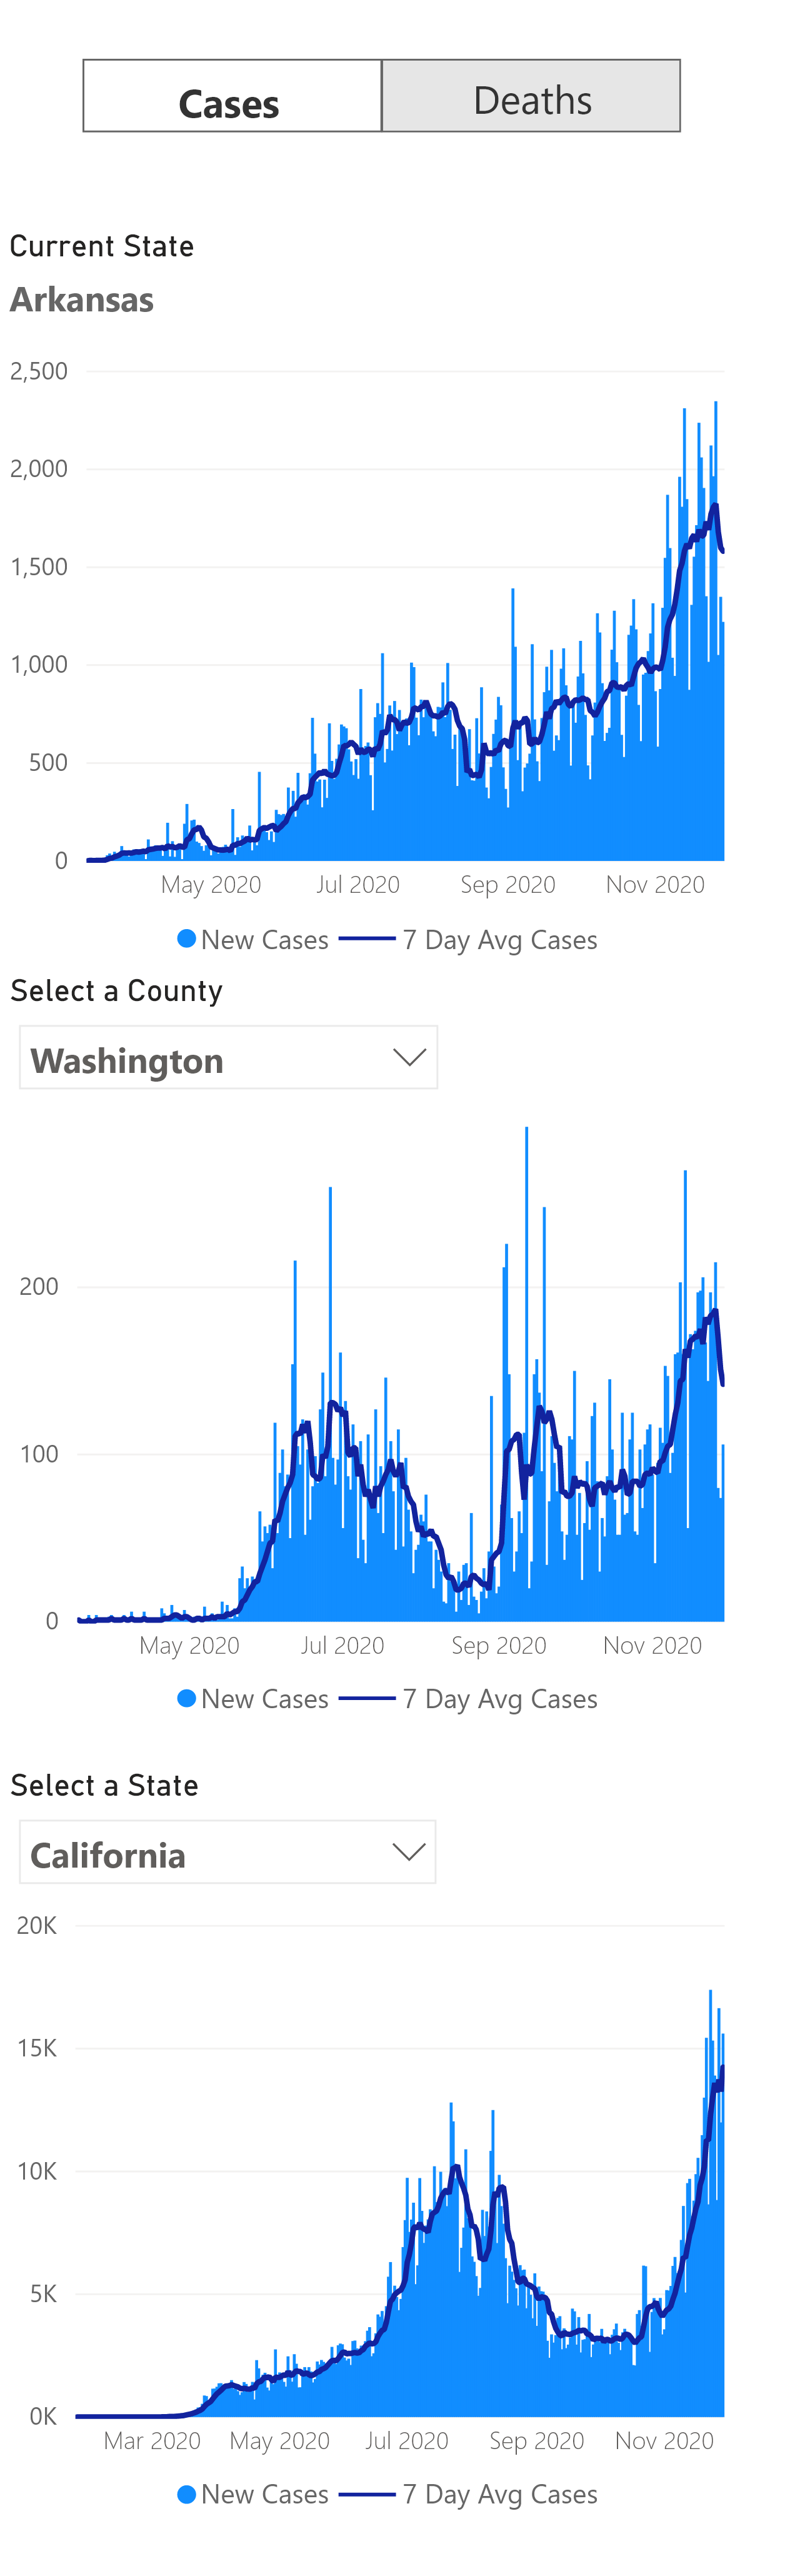 Cases Deaths
Current State
Arkansas
2,500
2,000
1,500
1,000
500
0
May 2020 Jul 2020 Sep 2020 Nov 2020
New Cases 7 Day Avg Cases
Select a County
Washington
200
100
0
May 2020 Jul 2020 Sep 2020 Nov 2020
New Cases 7 Day Avg Cases
Select a State
California
20K
15K
10K
5K
0K
Mar 2020 May 2020 Jul 2020 Sep 2020 Nov 2020
New Cases 7 Day Avg Cases